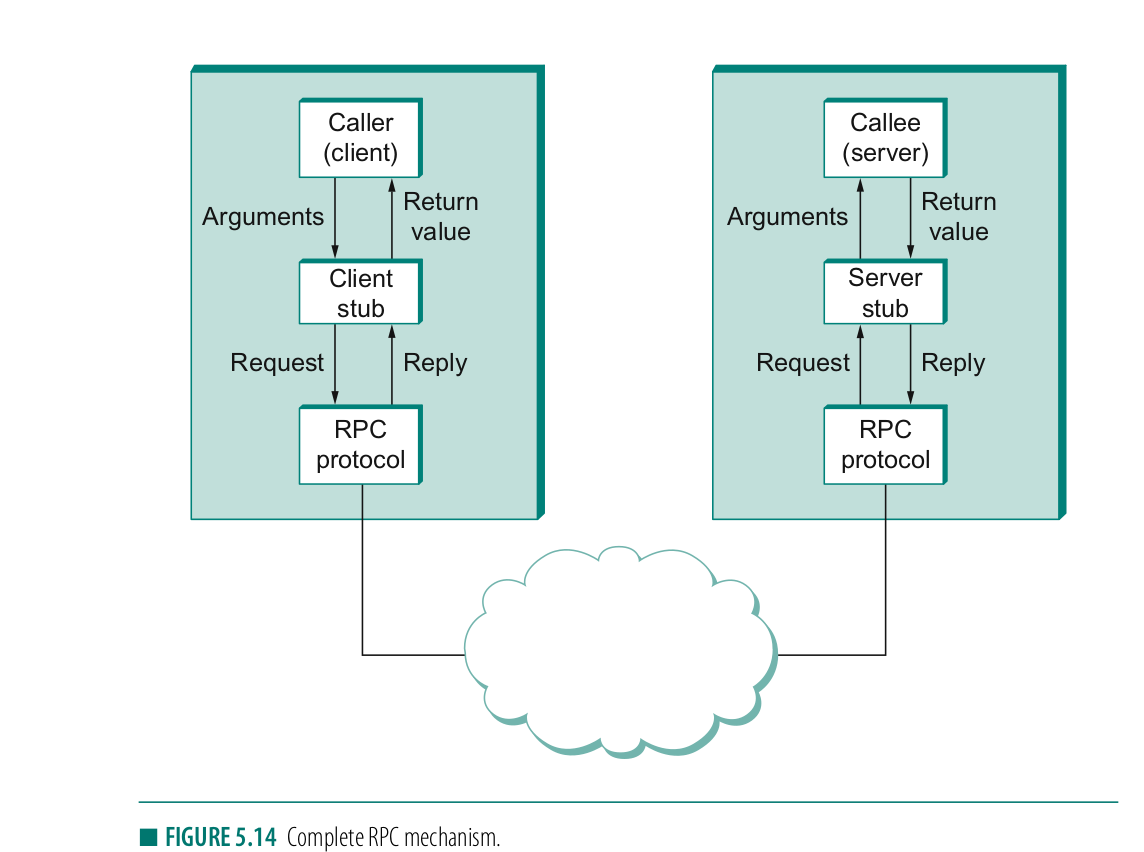 Caller
(client)
Arguments
Return
value
Client
stub
Request
Reply
RPC
protocol
Callee
(server)
Arguments
Return
value
Server
stub
Request
Reply
RPC
protocol
■ FIGURE 5.14 Complete RPC mechanism.